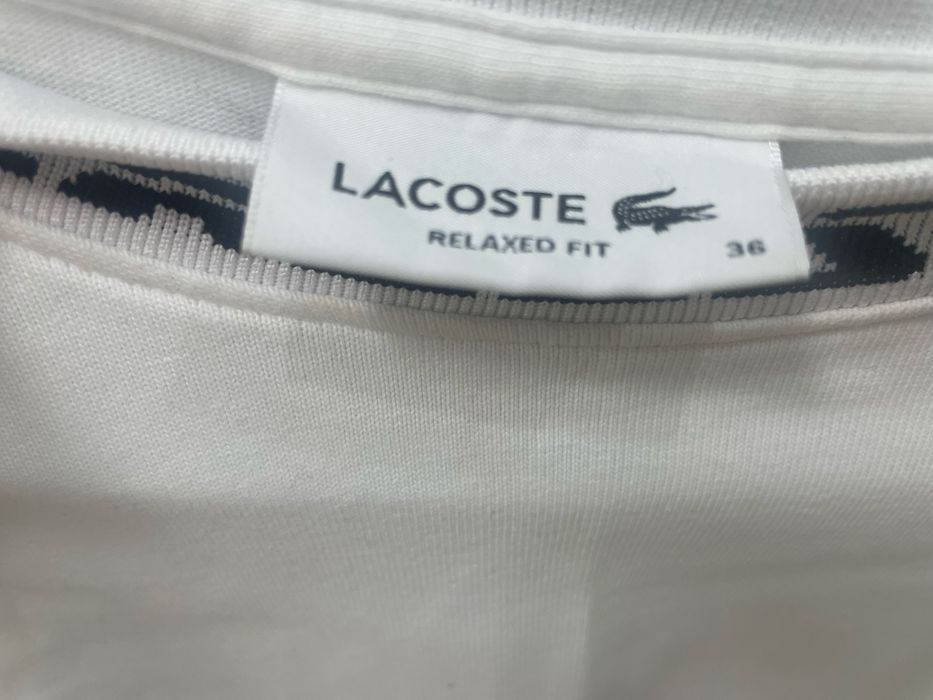 LACOSTE
RELAXED FIT 36